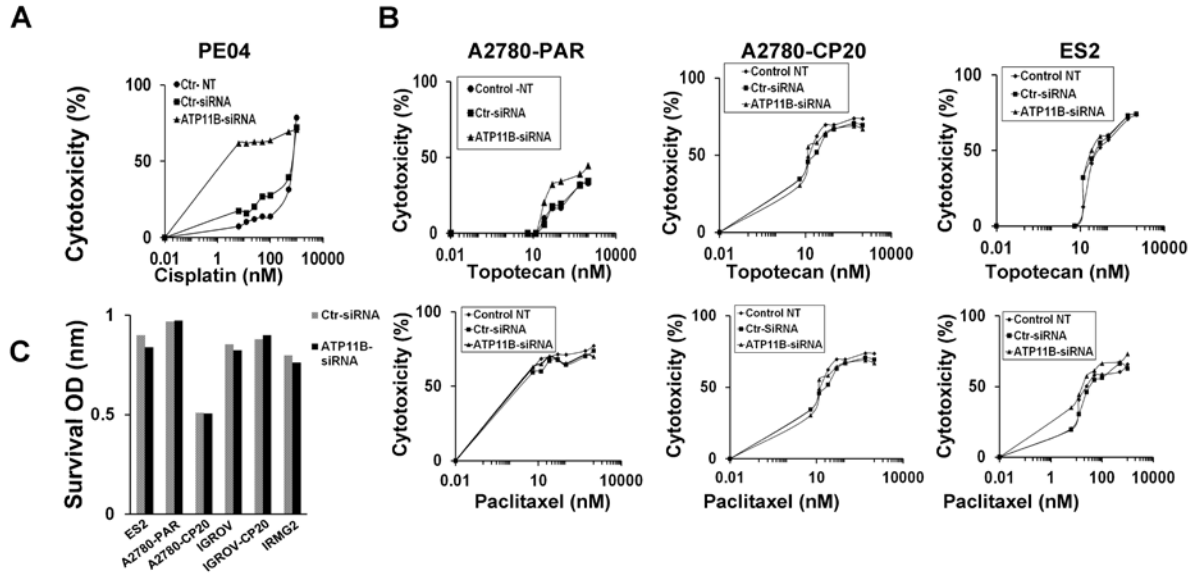 A
B
PE04
A2780-PAR
A2780-CP20
ES2
Cytotoxicity (%)
100
50
0
Ctr- NT
Ctr-siRNA
ATP11B-siRNA
0.01
1
100
10000
Cisplatin (nM)
Cytotoxicity (%)
100
50
0
Control -NT
Ctr-siRNA
ATP11B-siRNA
0.01
10
10000
Topotecan (nM)
Cytotoxicity (%)
100
50
0
Control NT
Ctr-siRNA
ATP11B-siRNA
0.01
10
10000
Topotecan (nM)
Cytotoxicity (%)
100
50
0
Control NT
Ctr-siRNA
ATP11B-siRNA
0.01
10
10000
Topotecan (nM)
C
Survival OD (nm)
1
0.5
0
Ctr-siRNA
ATP11B-
siRNA
ES2
A2780-PAR
A2780-CP20
IGROV
IGROV-CP20
IRMG2
Cytotoxicity (%)
100
50
0
Control NT
Ctr-siRNA
ATP11B-siRNA
0.01
10
10000
Paclitaxel (nM)
Cytotoxicity (%)
100
50
0
Control NT
Ctr-SiRNA
ATP11B-siRNA
0.01
10
10000
Paclitaxel (nM)
Cytotoxicity (%)
100
50
0
Control NT
Ctr-siRNA
ATP11B-siRNA
0.01
1
100
10000
Paclitaxel (nM)